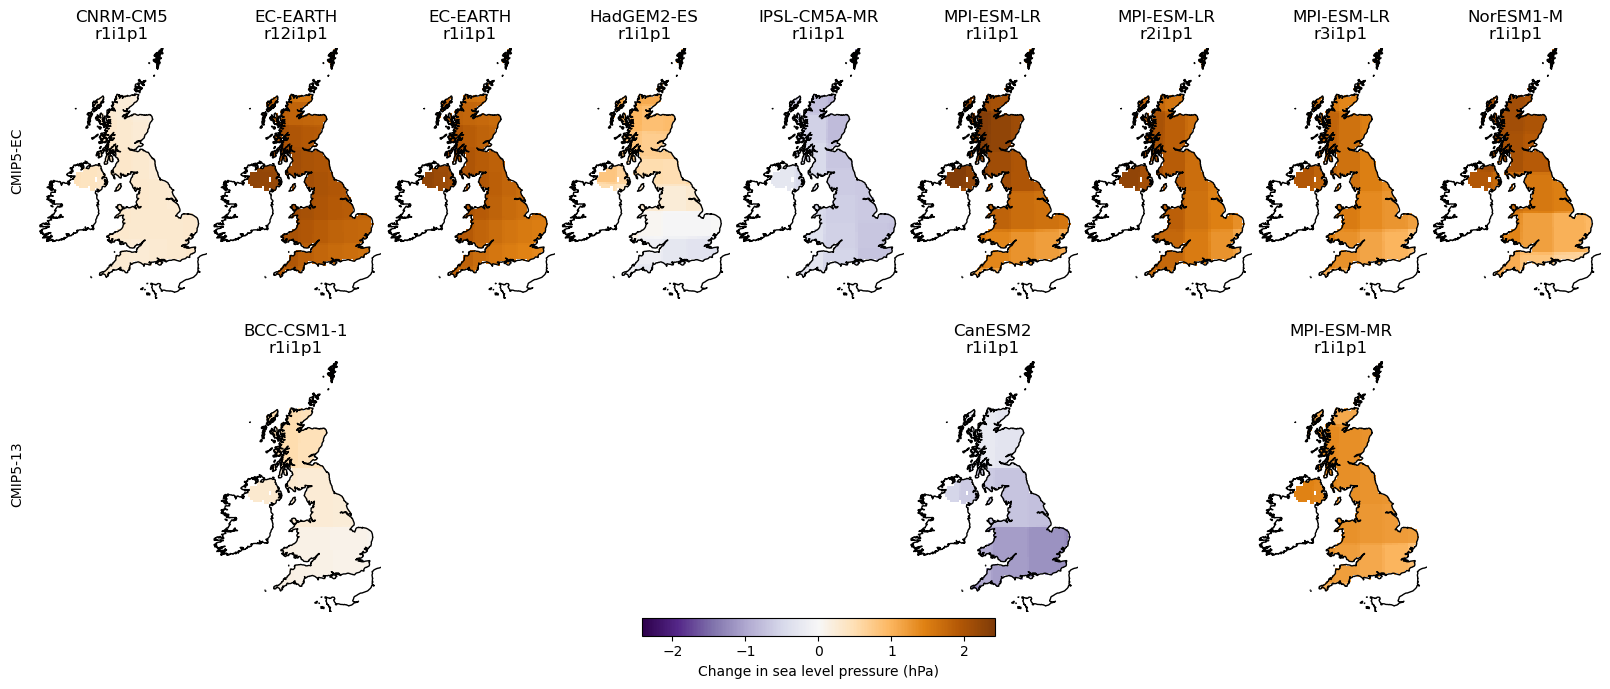 CNRM-CM5
r1i1p1
EC-EARTH
r12i1p1
EC-EARTH
r1i1p1
HadGEM2-ES
r1i1p1
IPSL-CM5A-MR
r1i1p1
MPI-ESM-LR
r1i1p1
MPI-ESM-LR
r2i1p1
MPI-ESM-LR
r3i1p1
NorESM1-M
r1i1p1
CMIP5-EC
BCC-CSM1-1
r1i1p1
CanESM2
r1i1p1
MPI-ESM-MR
r1i1p1
CMIP5-13
−2 −1 0 1 2
Change in sea level pressure (hPa)